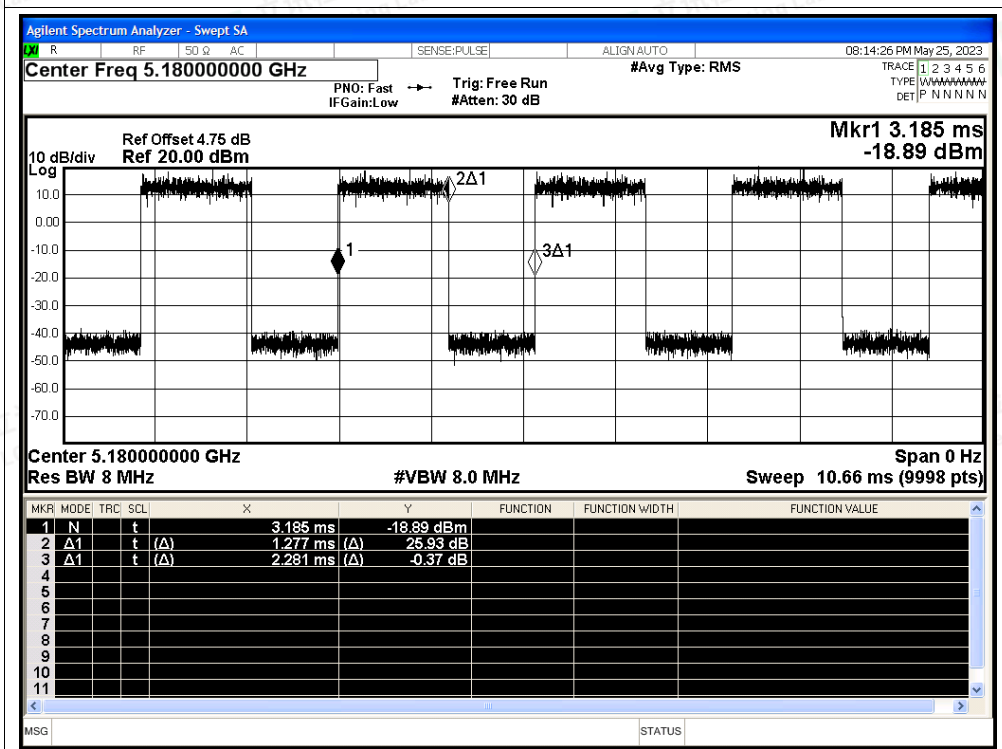 Agilent Spectrum Analyzer - Swept SA
LXI R RF 50 Ω AC SENSE:PULSE ALIGN AUTO 08:14:26 PM May 25, 2023
Center Freq 5.180000000 GHz #Avg Type: RMS TRACE 1 2 3 4 5 6
PNO: Fast Trig: Free Run TYPE W
IFGain:Low #Atten: 30 dB DET P N N N N N
Mkr1 3.185 ms
Ref Offset 4.75 dB
10 dB/div Ref 20.00 dBm -18.89 dBm
Log
2Δ1
10.0
0.00
-10.0
1 3Δ1
-20.0
-30.0
-40.0
-50.0
-60.0
-70.0
Center 5.180000000 GHz Span 0 Hz
Res BW 8 MHz #VBW 8.0 MHz Sweep 10.66 ms (9998 pts)
MKR MODE TRC SCL X Y FUNCTION FUNCTION WIDTH FUNCTION VALUE
1 N t 3.185 ms -18.89 dBm
2 Δ1 t (Δ) 1.277 ms (Δ) 25.93 dB
3 Δ1 t (Δ) 2.281 ms (Δ) -0.37 dB
4
5
6
7
8
9
10
11
MSG STATUS